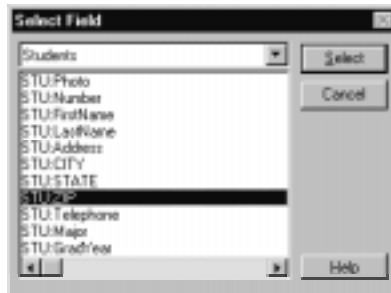 Select Field
Students
Select
Cancel
STU:Photo
STU:Number
STU:FirstName
STU:LastName
STU:Address
STU:CITY
STU:STATE
STU:ZIP
STU:Telephone
STU:Major
STU:GradYear
Help